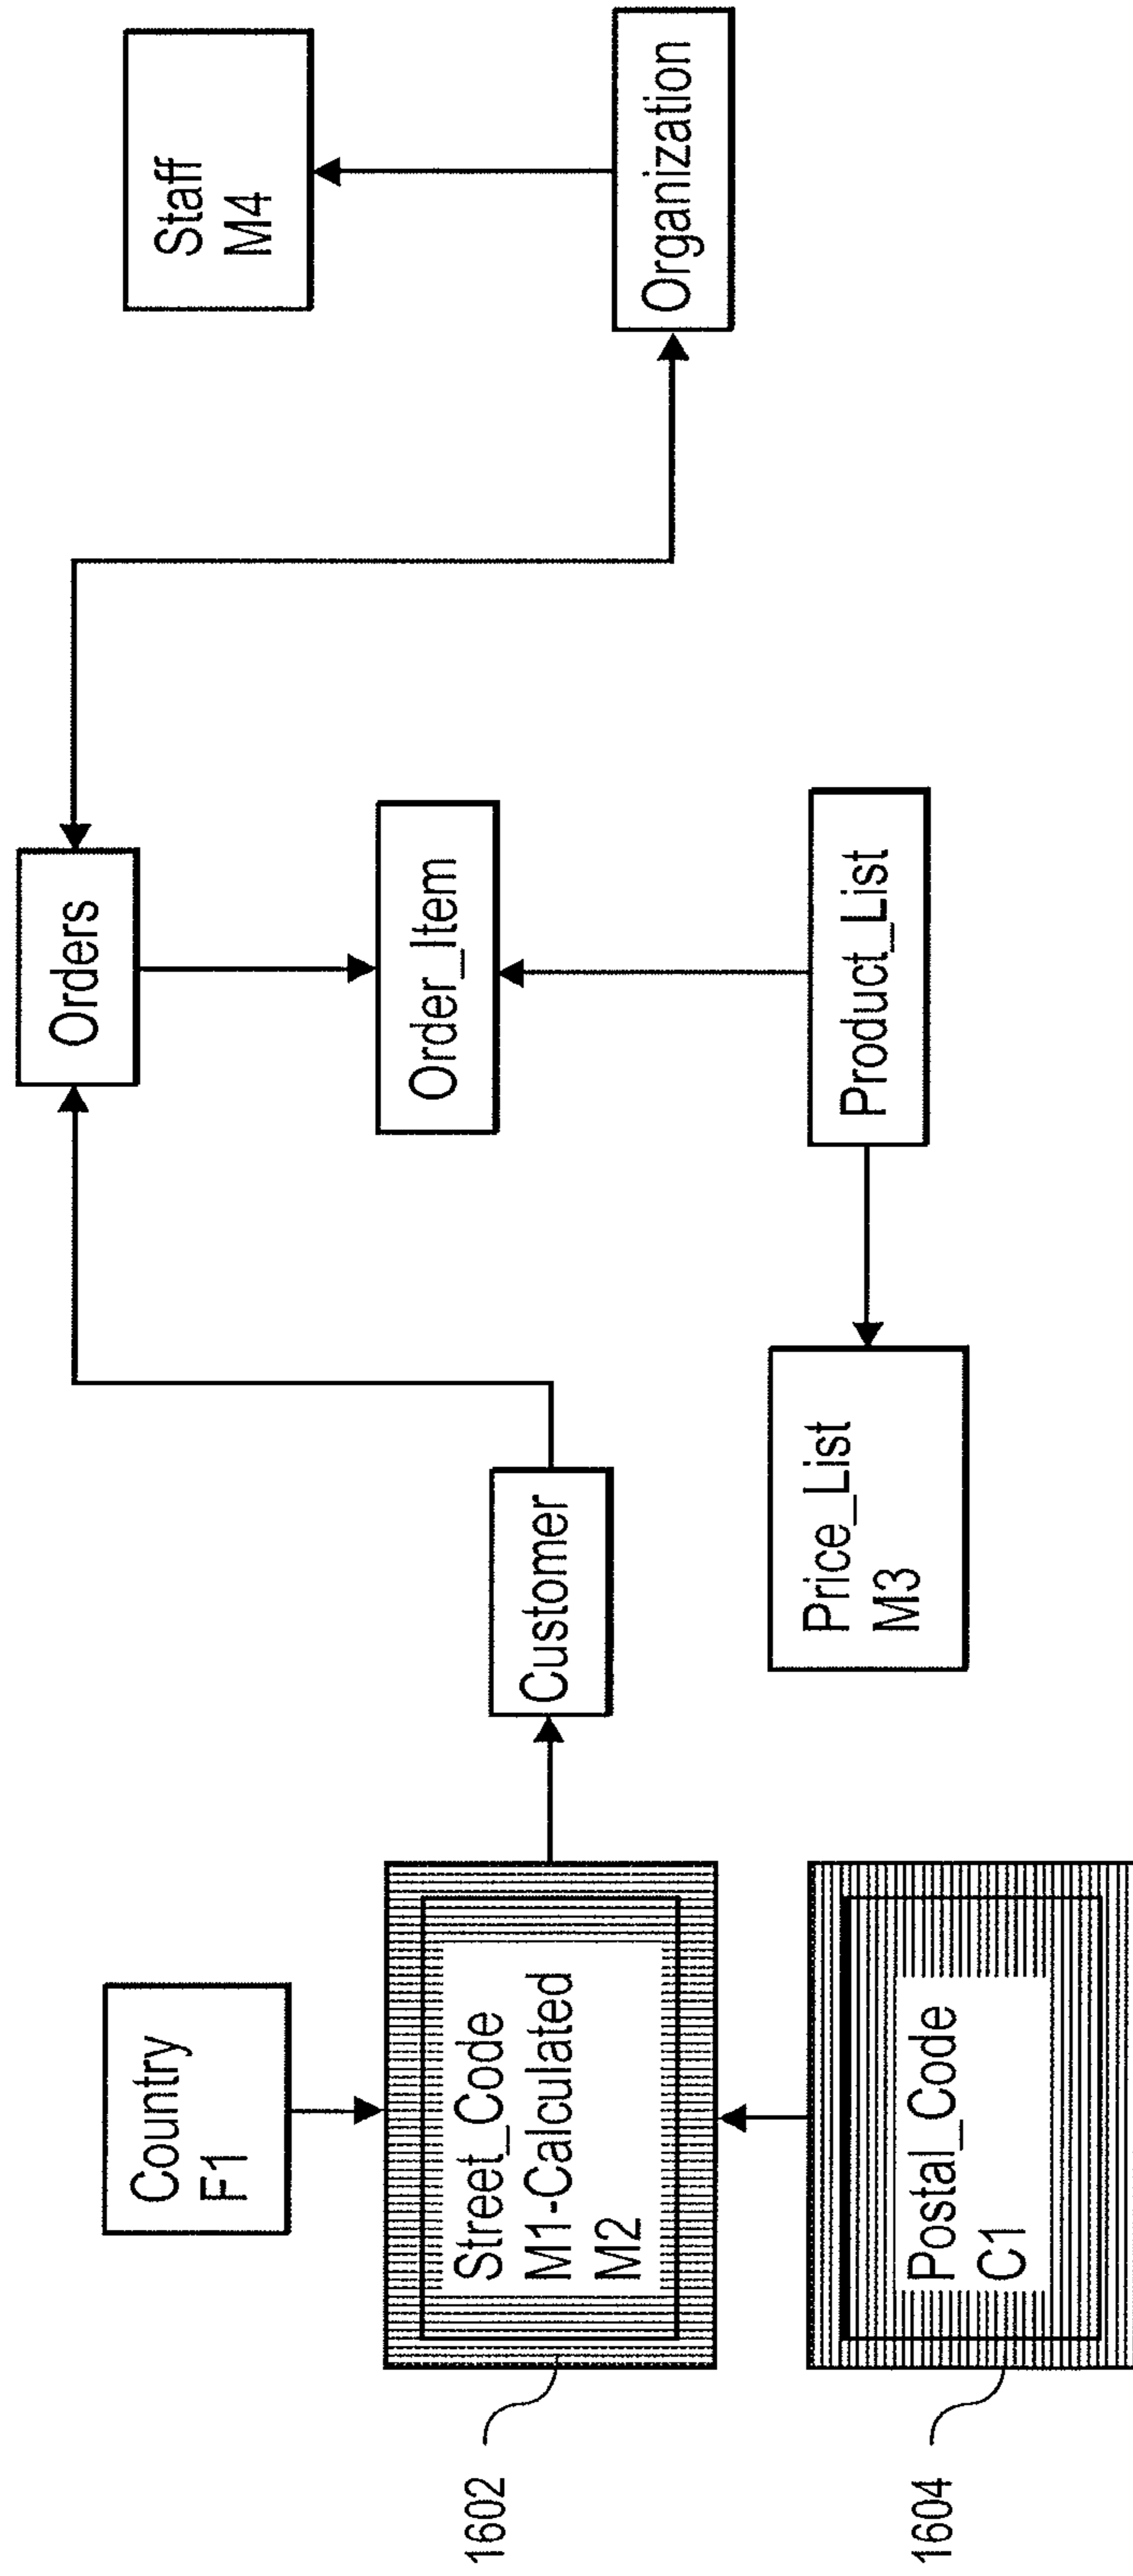 Country
F1
Street_Code
M1-Calculated
M2
1602
Postal_Code
C1
1604
Customer
Price_List
M3
Orders
Order_Item
Product_List
Staff
M4
Organization